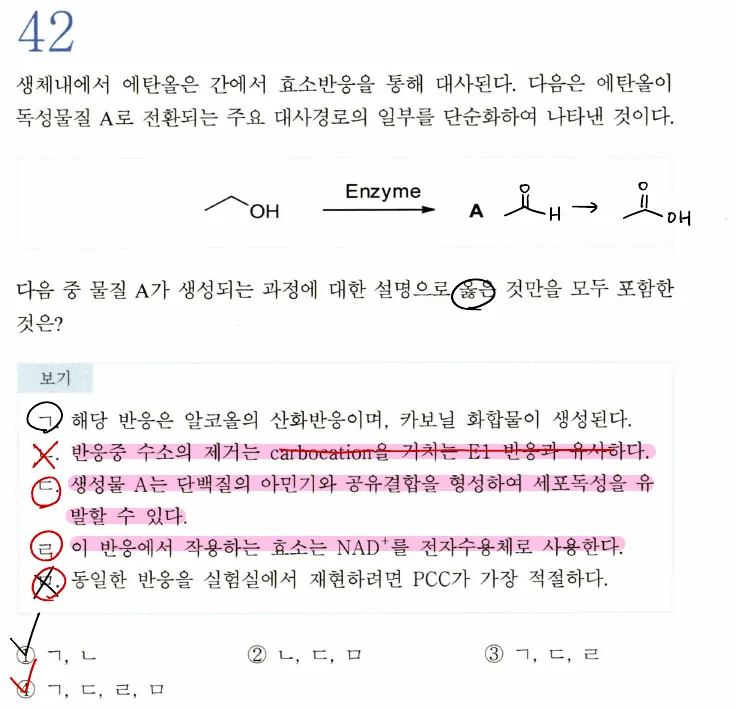 42
생체내에서 에탄올은 간에서 효소반응을 통해 대사된다. 다음은 에탄올이
독성물질 A로 전환되는 주요 대사경로의 일부를 단순화하여 나타낸 것이다.
OH Enzyme A O H → O OH
다음 중 물질 A가 생성되는 과정에 대한 설명으로 옳은 것만을 모두 포함한
것은?
보기
ㄱ. 해당 반응은 알코올의 산화반응이며, 카보닐 화합물이 생성된다.
ㄴ. 반응중 수소의 제거는 carbocation을 거치는 E1 반응과 유사하다.
ㄷ. 생성물 A는 단백질의 아민기와 공유결합을 형성하여 세포독성을 유
발할 수 있다.
ㄹ. 이 반응에서 작용하는 효소는 NAD⁺를 전자수용체로 사용한다.
ㅁ. 동일한 반응을 실험실에서 재현하려면 PCC가 가장 적절하다.
① ㄱ, ㄴ ② ㄴ, ㄷ, ㅁ ③ ㄱ, ㄷ, ㄹ
④ ㄱ, ㄷ, ㄹ, ㅁ